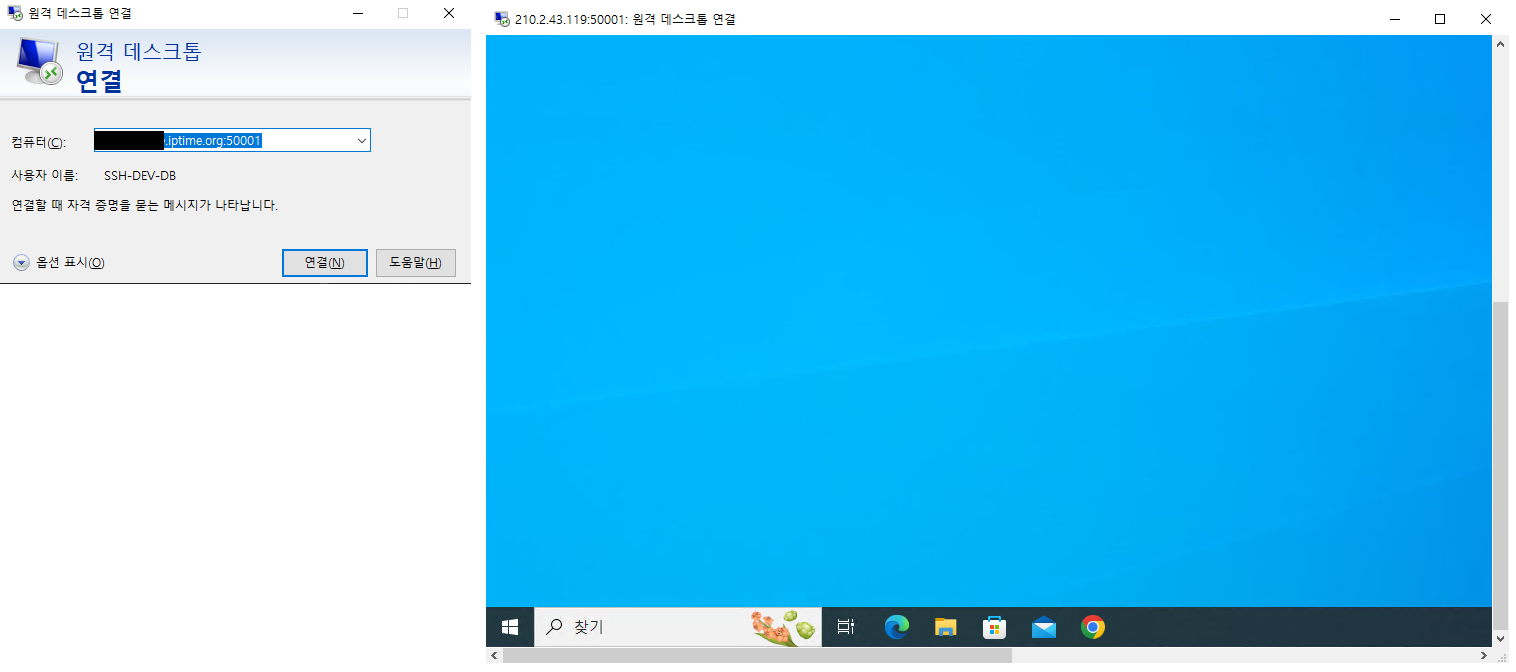 원격 데스크톱 연결
원격 데스크톱
연결
컴퓨터(C):
.iptime.org:50001
사용자 이름: SSH-DEV-DB
연결할 때 자격 증명을 묻는 메시지가 나타납니다.
옵션 표시(O)
연결(N)
도움말(H)
210.2.43.119:50001: 원격 데스크톱 연결
찾기